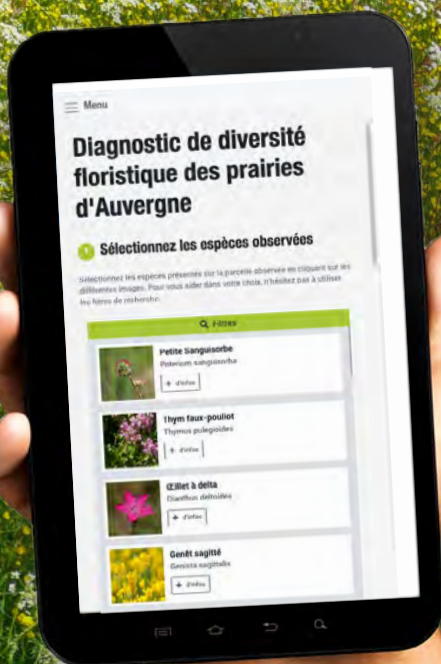 Menu
Diagnostic de diversité
floristique des prairies
d'Auvergne
1 Sélectionnez les espèces observées
Sélectionnez les espèces présentes sur la parcelle observée en cliquant sur les
différentes images. Pour vous aider dans votre choix, n'hésitez pas à utiliser
les filtres de recherche.
Filtres
Petite Sanguisorbe
Poterium sanguisorba
+ d'infos
Thym faux-pouliot
Thymus pulegioides
+ d'infos
Œillet à delta
Dianthus deltoides
+ d'infos
Genêt sagitté
Genista sagittalis
+ d'infos